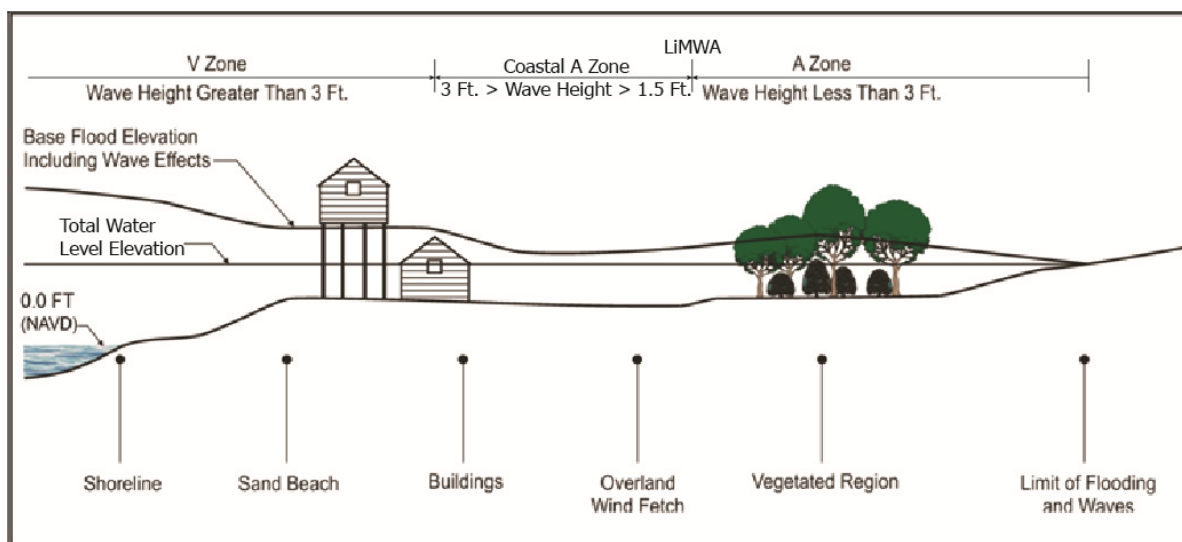 LiMWA
V Zone
Coastal A Zone
A Zone
Wave Height Greater Than 3 Ft.
3 Ft. > Wave Height > 1.5 Ft.
Wave Height Less Than 3 Ft.
Base Flood Elevation
Including Wave Effects
Total Water
Level Elevation
0.0 FT
(NAVD)
Shoreline
Sand Beach
Buildings
Overland
Wind Fetch
Vegetated Region
Limit of Flooding
and Waves